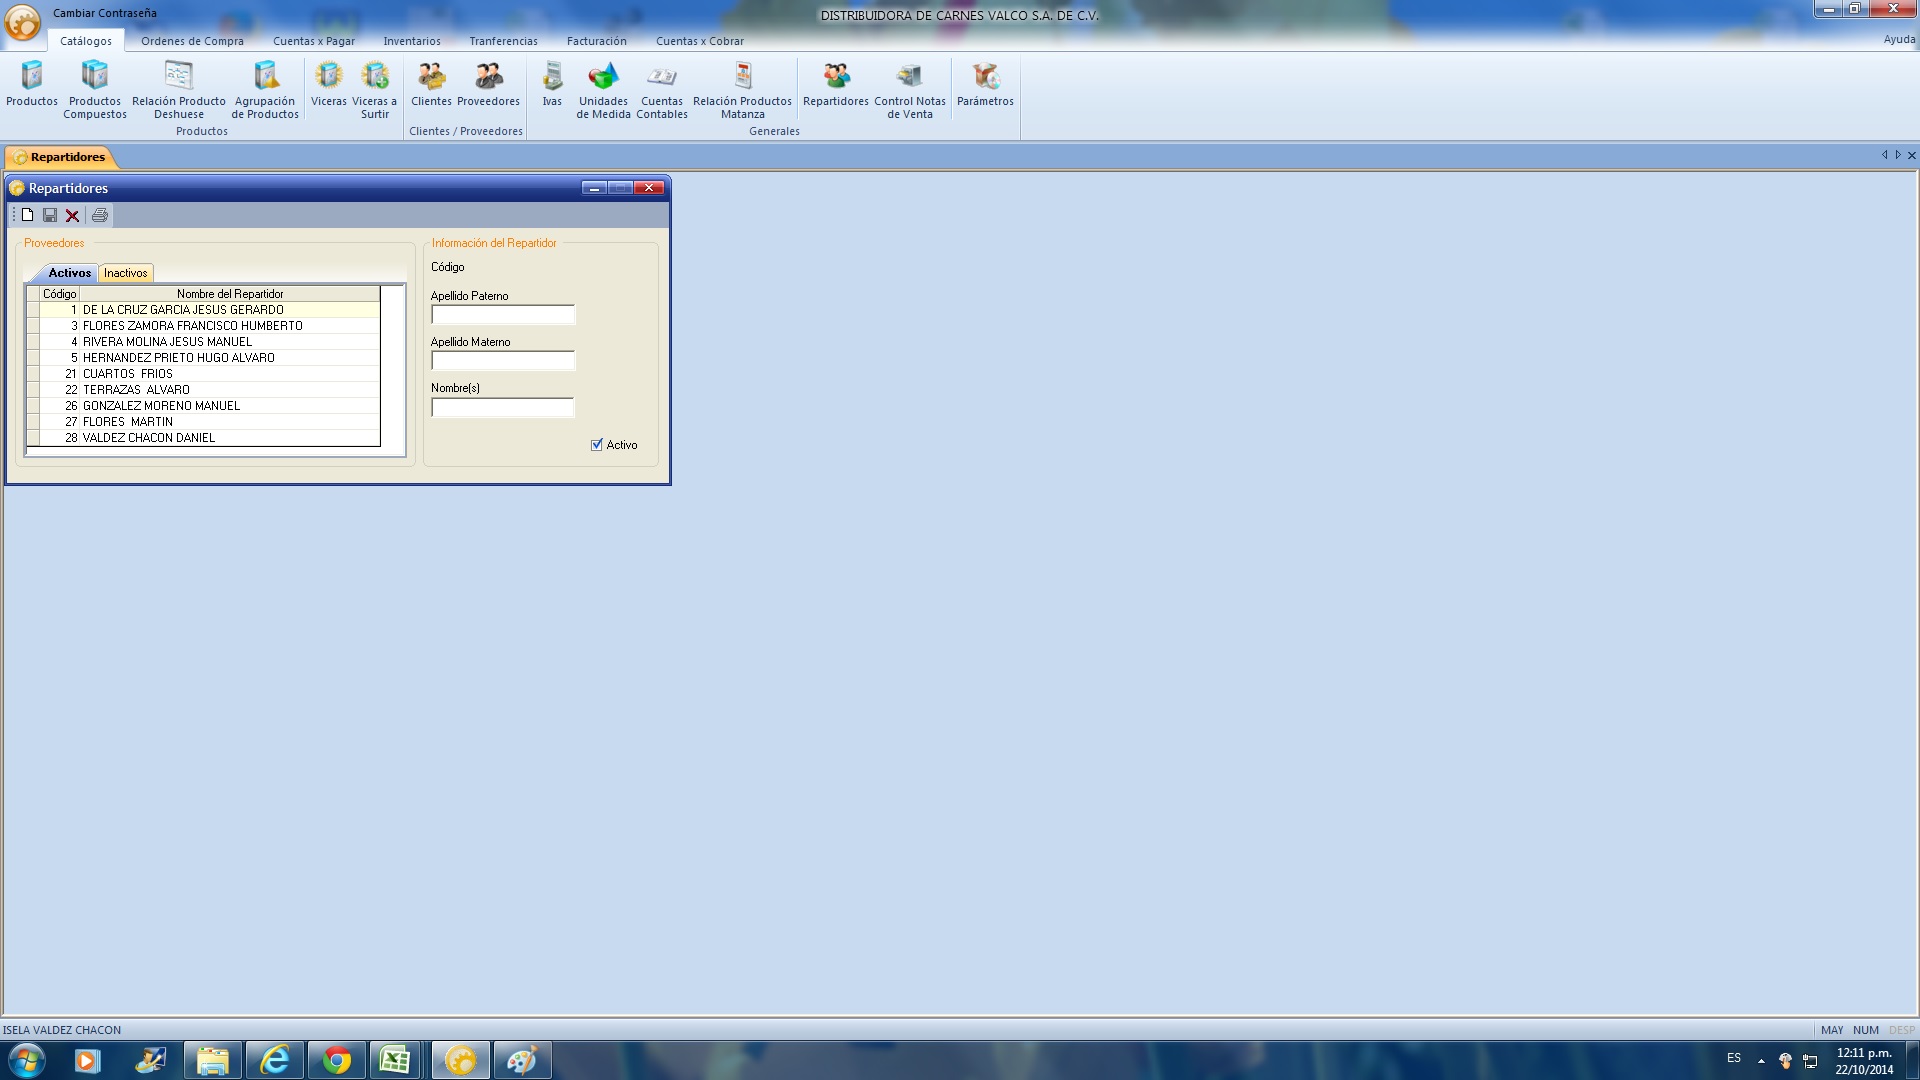 Cambiar Contraseña
DISTRIBUIDORA DE CARNES VALCO S.A. DE C.V.
Catálogos Ordenes de Compra Cuentas x Pagar Inventarios Tranferencias Facturación Cuentas x Cobrar Ayuda
Productos
Productos Compuestos
Relación Producto Deshuese
Agrupación de Productos
Viceras
Viceras a Surtir
Clientes
Proveedores
Ivas
Unidades de Medida
Cuentas Contables
Relación Productos Matanza
Repartidores
Control Notas de Venta
Parámetros
Productos
Clientes / Proveedores
Generales
Repartidores
Repartidores
Proveedores
Activos Inactivos
Código Nombre del Repartidor
1 DE LA CRUZ GARCIA JESUS GERARDO
3 FLORES ZAMORA FRANCISCO HUMBERTO
4 RIVERA MOLINA JESUS MANUEL
5 HERNANDEZ PRIETO HUGO ALVARO
21 CUARTOS FRIOS
22 TERRAZAS ALVARO
26 GONZALEZ MORENO MANUEL
27 FLORES MARTIN
28 VALDEZ CHACON DANIEL
Información del Repartidor
Código
Apellido Paterno
Apellido Materno
Nombre(s)
Activo
ISELA VALDEZ CHACON
MAY NUM DESP
ES
12:11 p.m.
22/10/2014